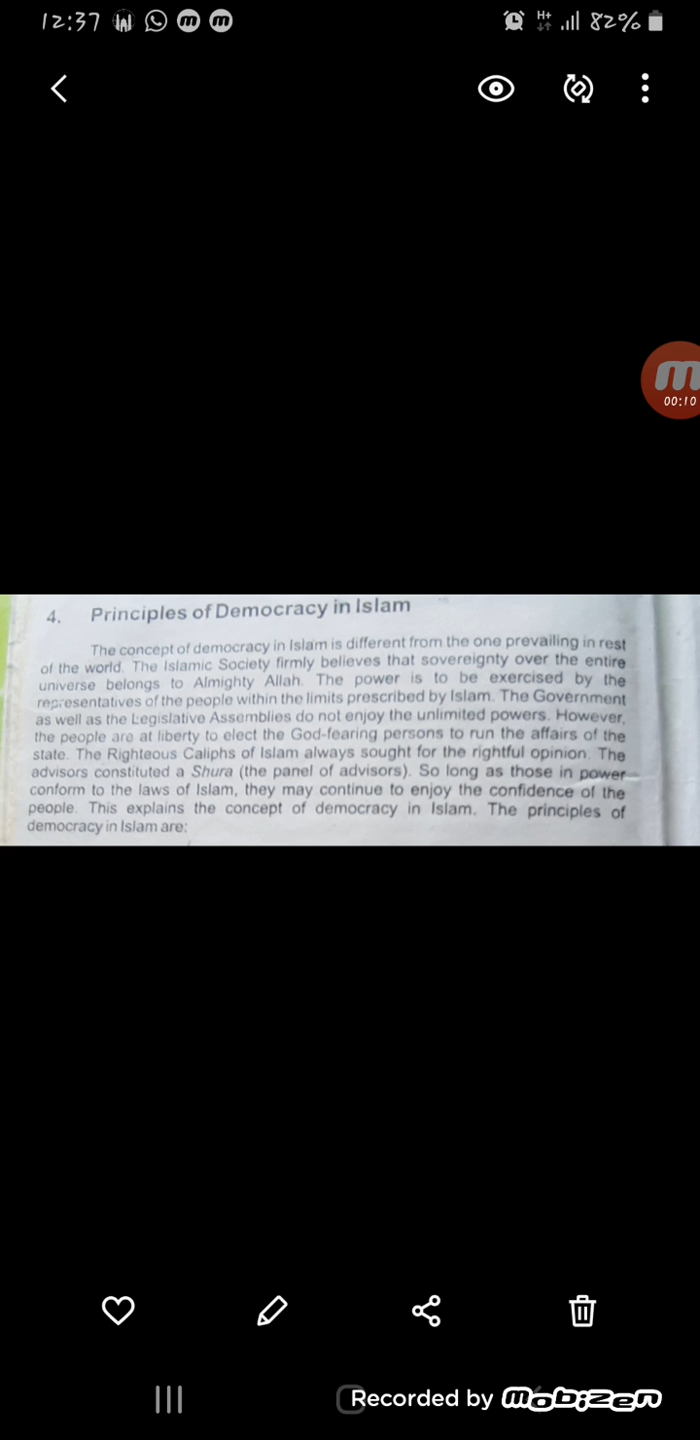 12:37
H+
82%
00:10
4. Principles of Democracy in Islam
The concept of democracy in Islam is different from the one prevailing in rest
of the world. The Islamic Society firmly believes that sovereignty over the entire
universe belongs to Almighty Allah. The power is to be exercised by the
representatives of the people within the limits prescribed by Islam. The Government
as well as the Legislative Assemblies do not enjoy the unlimited powers. However,
the people are at liberty to elect the God-fearing persons to run the affairs of the
state. The Righteous Caliphs of Islam always sought for the rightful opinion. The
advisors constituted a Shura (the panel of advisors). So long as those in power
conform to the laws of Islam, they may continue to enjoy the confidence of the
people. This explains the concept of democracy in Islam. The principles of
democracy in Islam are:
Recorded by Mobizen